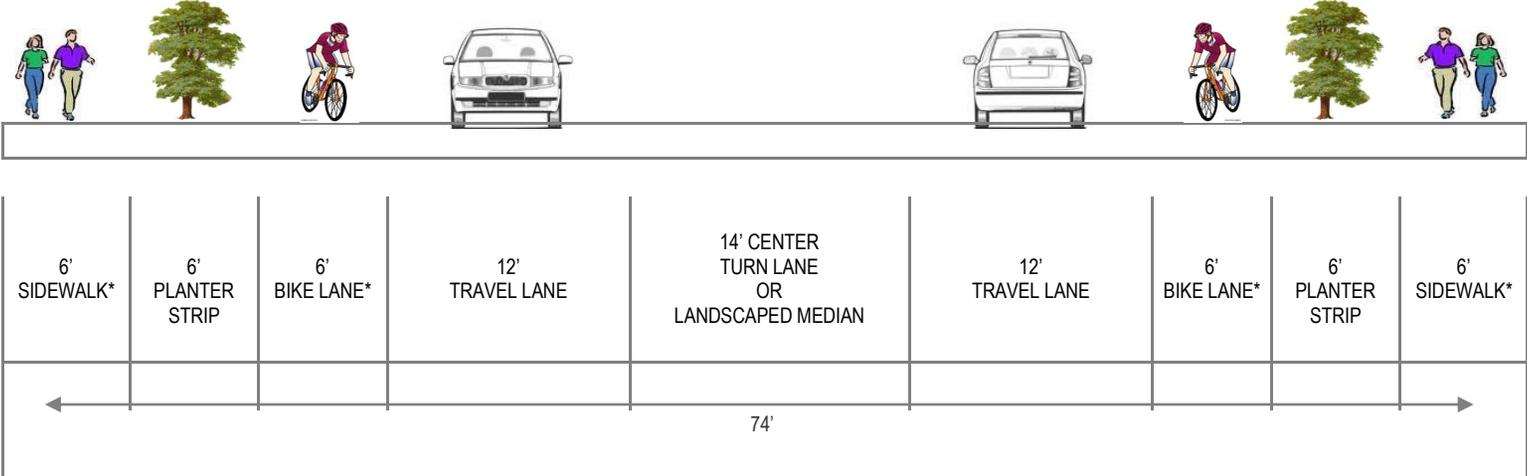 6’
SIDEWALK*
6’
PLANTER
STRIP
6’
BIKE LANE*
12’
TRAVEL LANE
14’ CENTER
TURN LANE
OR
LANDSCAPED MEDIAN
12’
TRAVEL LANE
6’
BIKE LANE*
6’
PLANTER
STRIP
6’
SIDEWALK*
74’